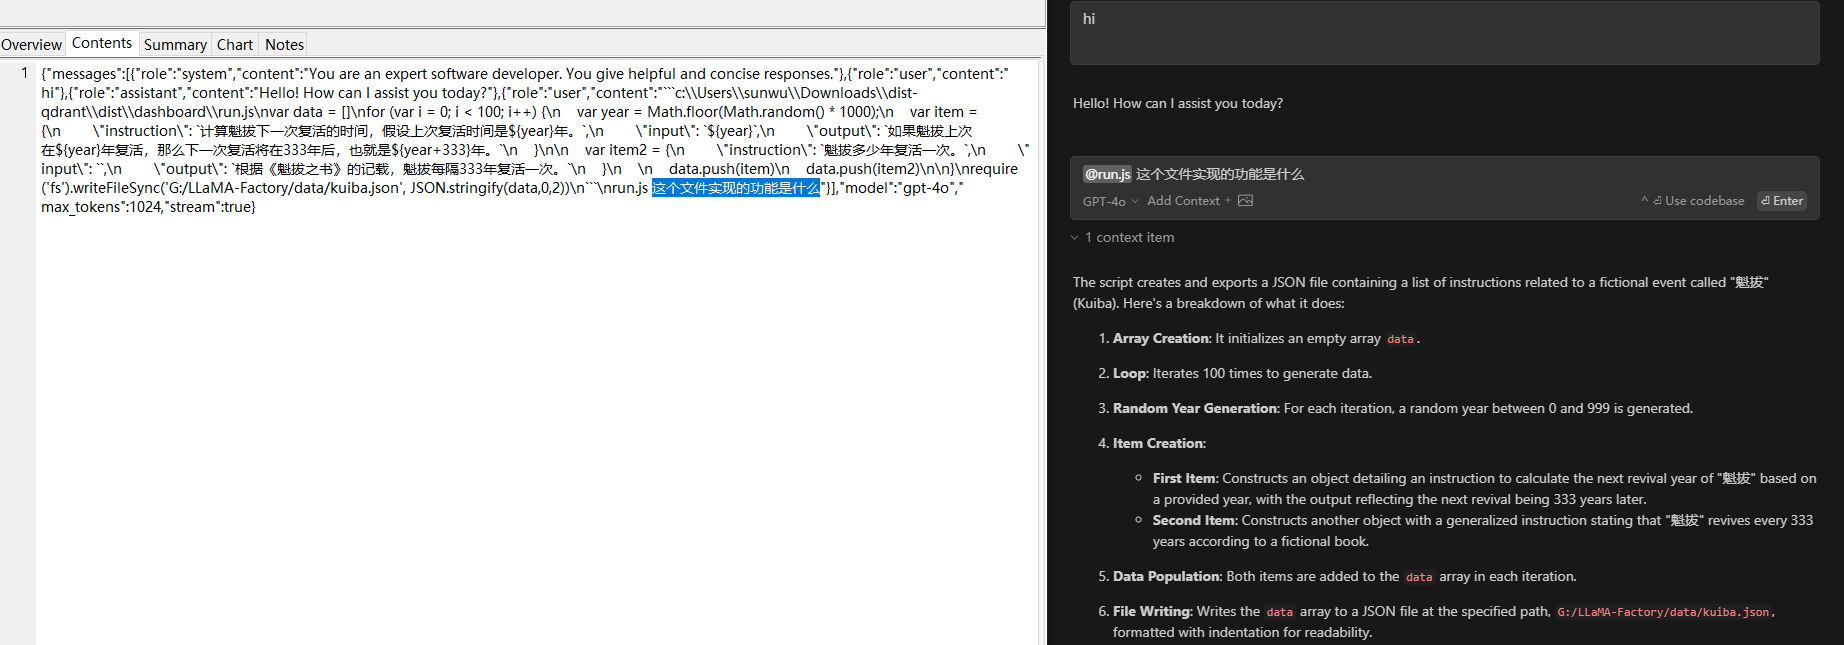 Overview Contents Summary Chart Notes
1 {"messages":[{"role":"system","content":"You are an expert software developer. You give helpful and concise responses."},{"role":"user","content":"
hi"},{"role":"assistant","content":"Hello! How can I assist you today?"},{"role":"user","content":"```c:\\Users\\sunwu\\Downloads\\dist-
qdrant\\dist\\dashboard\\run.js\nvar data = []\nfor (var i = 0; i < 100; i++) {\n    var year = Math.floor(Math.random() * 1000);\n    var item =
{\n        \"instruction\": `计算魁拔下一次复活的时间，假设上次复活时间是${year}年。`,\n        \"input\": `${year}`,\n        \"output\": `如果魁拔上次
在${year}年复活，那么下一次复活将在333年后，也就是${year+333}年。`\n    }\n\n    var item2 = {\n        \"instruction\": `魁拔多少年复活一次。`,\n        \"
input\": ``,\n        \"output\": `根据《魁拔之书》的记载，魁拔每隔333年复活一次。`\n    }\n    \n    data.push(item)\n    data.push(item2)\n\n}\nrequire
('fs').writeFileSync('G:/LLaMA-Factory/data/kuiba.json', JSON.stringify(data,0,2))\n```\nrun.js 这个文件实现的功能是什么"}],"model":"gpt-4o","
max_tokens":1024,"stream":true}
hi
Hello! How can I assist you today?
@run.js 这个文件实现的功能是什么
GPT-4o Add Context + ^ ⏎ Use codebase ⏎ Enter
1 context item
The script creates and exports a JSON file containing a list of instructions related to a fictional event called "魁拔"
(Kuiba). Here's a breakdown of what it does:
1. Array Creation: It initializes an empty array data.
2. Loop: Iterates 100 times to generate data.
3. Random Year Generation: For each iteration, a random year between 0 and 999 is generated.
4. Item Creation:
First Item: Constructs an object detailing an instruction to calculate the next revival year of "魁拔" based on
a provided year, with the output reflecting the next revival being 333 years later.
Second Item: Constructs another object with a generalized instruction stating that "魁拔" revives every 333
years according to a fictional book.
5. Data Population: Both items are added to the data array in each iteration.
6. File Writing: Writes the data array to a JSON file at the specified path, G:/LLaMA-Factory/data/kuiba.json,
formatted with indentation for readability.